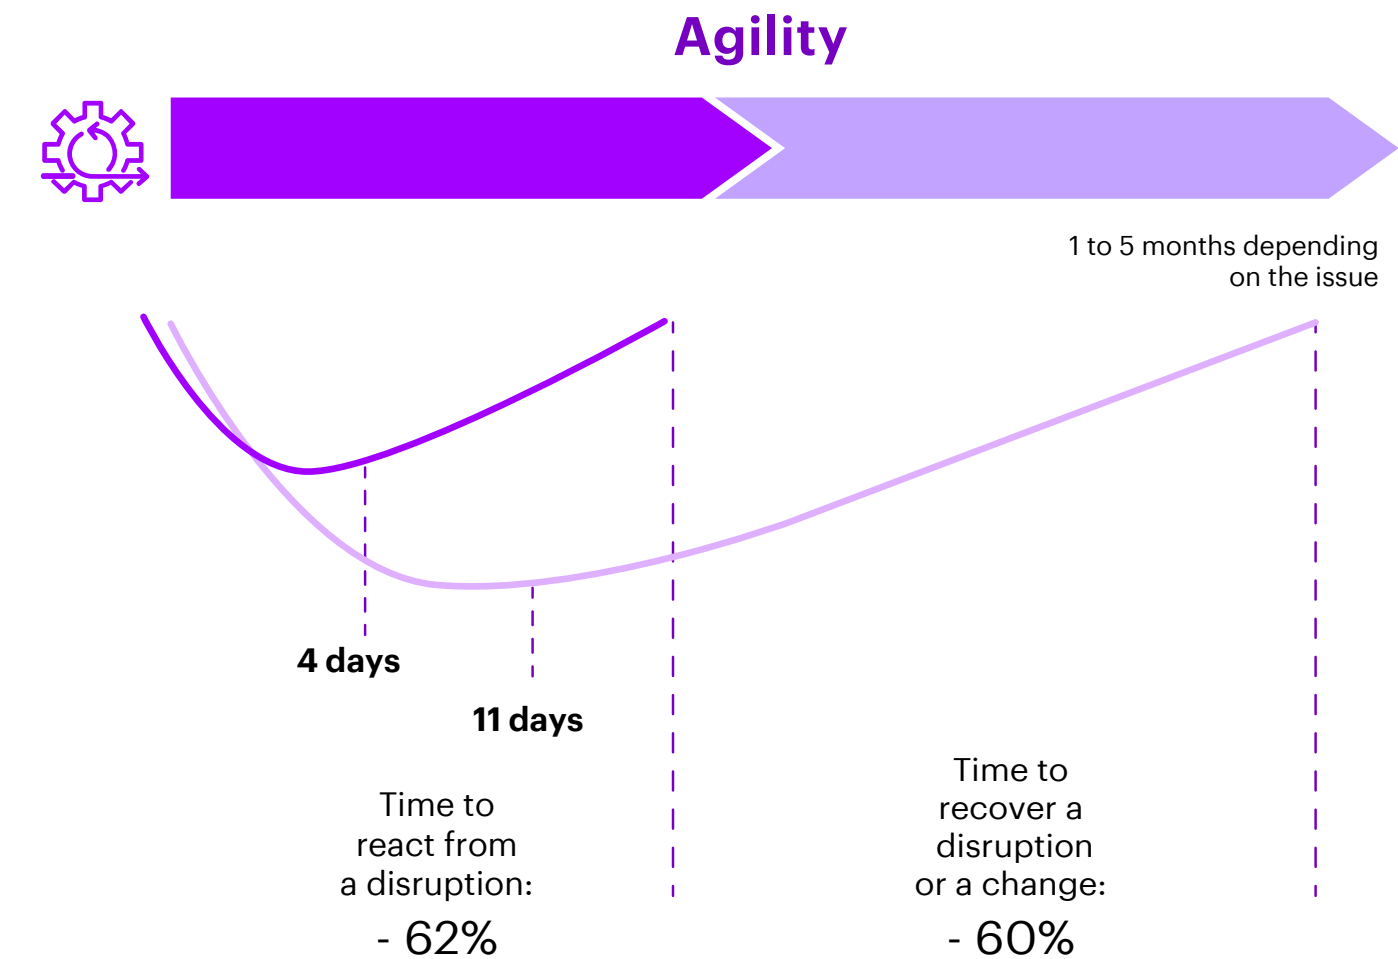 Agility
1 to 5 months depending
on the issue
4 days
11 days
Time to
react from
a disruption:
- 62%
Time to
recover a
disruption
or a change:
- 60%